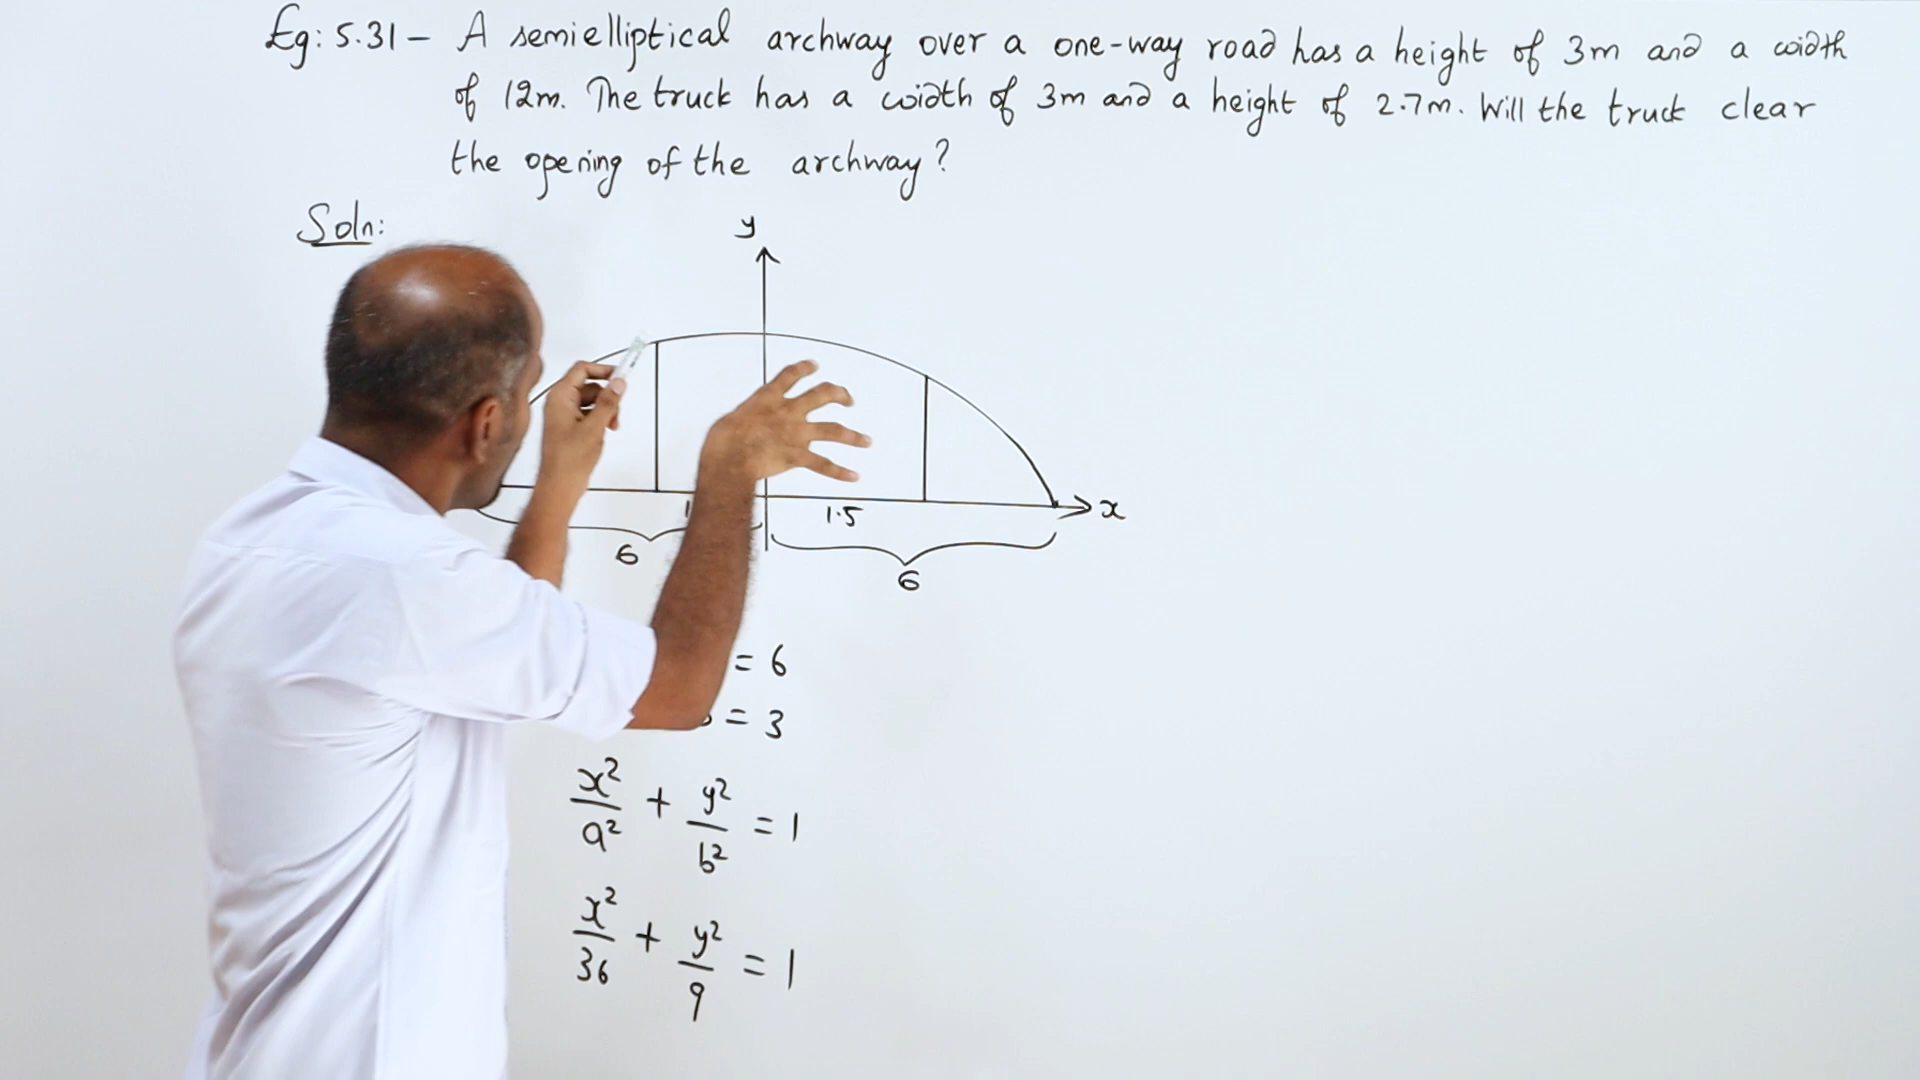 Eg: 5.31 – A semielliptical archway over a one-way road has a height of 3m and a width
of 12m. The truck has a width of 3m and a height of 2.7m. Will the truck clear
the opening of the archway?
Soln:
y
x
1.5
6
6
= 6
= 3
x²/a² + y²/b² = 1
x²/36 + y²/9 = 1